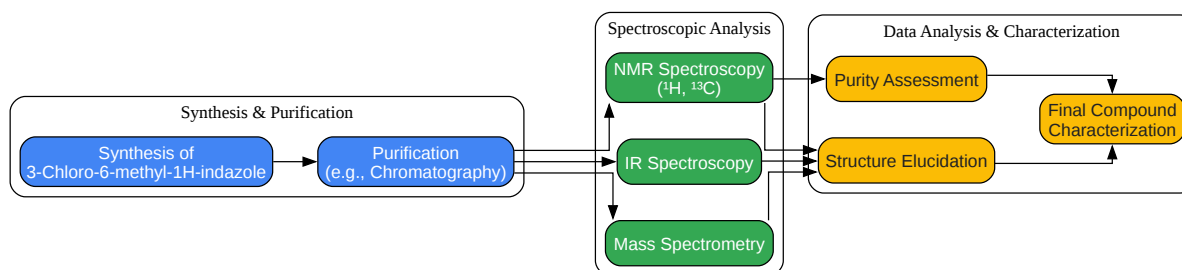 Synthesis & Purification
Synthesis of
3-Chloro-6-methyl-1H-indazole
Purification
(e.g., Chromatography)
Spectroscopic Analysis
NMR Spectroscopy
(¹H, ¹³C)
IR Spectroscopy
Mass Spectrometry
Data Analysis & Characterization
Purity Assessment
Structure Elucidation
Final Compound
Characterization